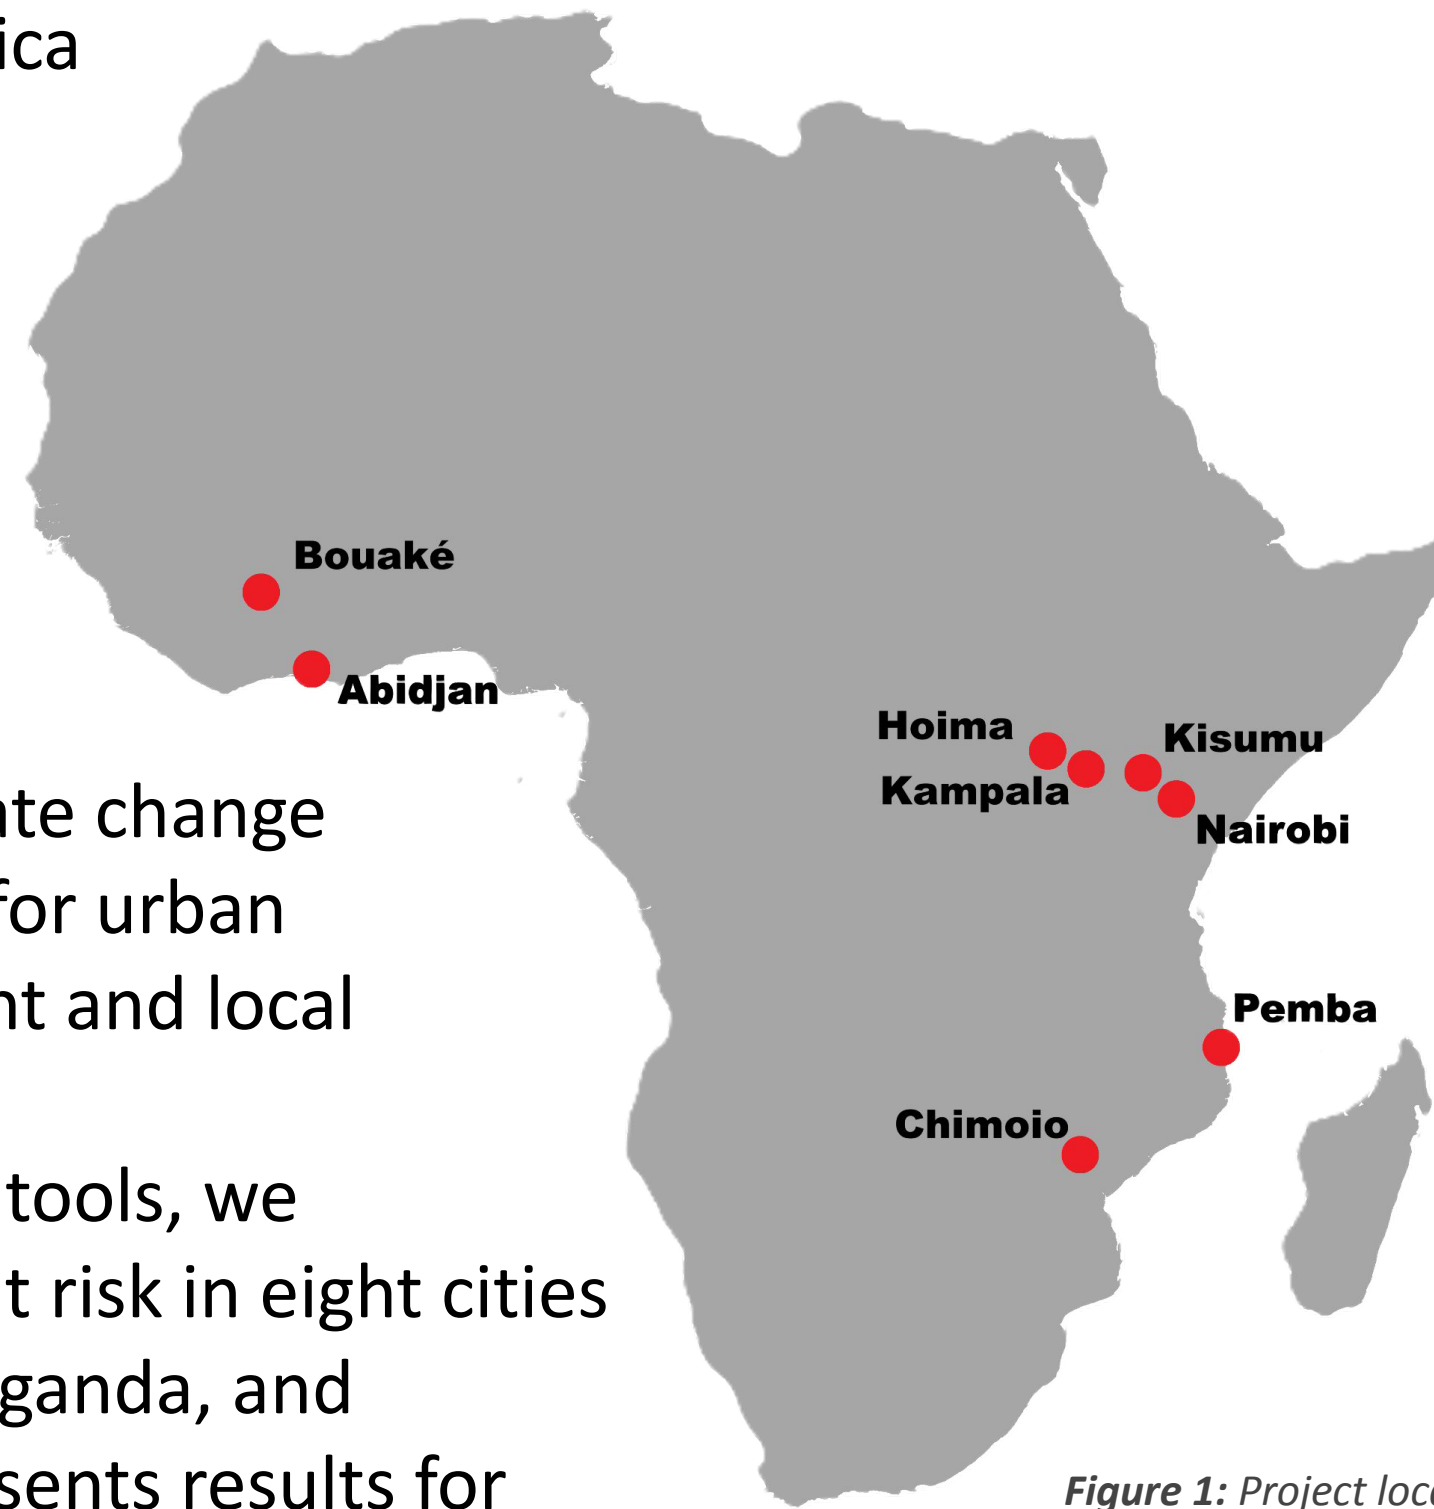 ica
Bouaké
Abidjan
Hoima
Kisumu
Kampala
Nairobi
Pemba
Chimoio
ate change
for urban
nt and local
tools, we
t risk in eight cities
ganda, and
sents results for
Figure 1: Project loc